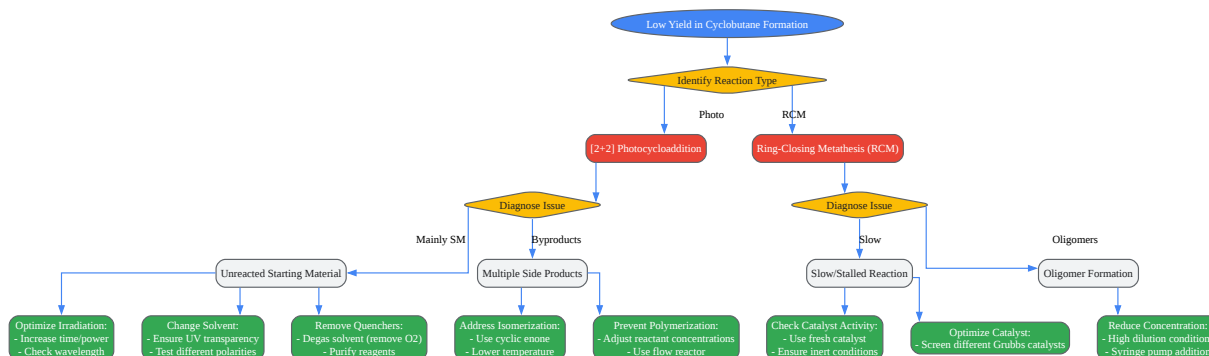 Low Yield in Cyclobutane Formation
Identify Reaction Type
Photo
RCM
[2+2] Photocycloaddition
Ring-Closing Metathesis (RCM)
Diagnose Issue
Diagnose Issue
Mainly SM
Byproducts
Slow
Oligomers
Unreacted Starting Material
Multiple Side Products
Slow/Stalled Reaction
Oligomer Formation
Optimize Irradiation:
- Increase time/power
- Check wavelength
Change Solvent:
- Ensure UV transparency
- Test different polarities
Remove Quenchers:
- Degas solvent (remove O2)
- Purify reagents
Address Isomerization:
- Use cyclic enone
- Lower temperature
Prevent Polymerization:
- Adjust reactant concentrations
- Use flow reactor
Check Catalyst Activity:
- Use fresh catalyst
- Ensure inert conditions
Optimize Catalyst:
- Screen different Grubbs catalysts
Reduce Concentration:
- High dilution condition
- Syringe pump addition